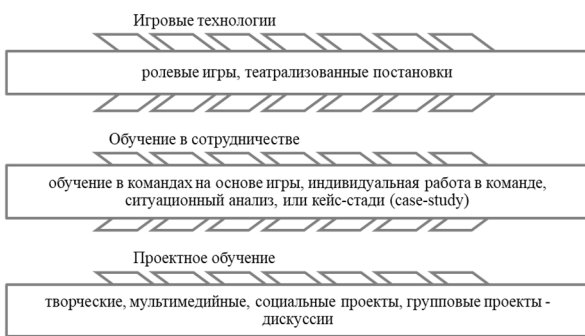 Игровые технологии
ролевые игры, театрализованные постановки
Обучение в сотрудничестве
обучение в командах на основе игры, индивидуальная работа в команде,
ситуационный анализ, или кейс-стади (case-study)
Проектное обучение
творческие, мультимедийные, социальные проекты, групповые проекты -
дискуссии